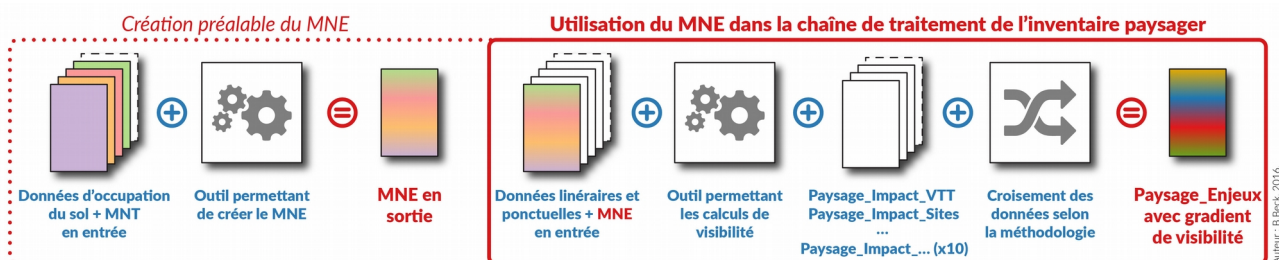 Création préalable du MNE
Utilisation du MNE dans la chaîne de traitement de l'inventaire paysager
Données d'occupation
du sol + MNT
en entrée
Outil permettant
de créer le MNE
MNE en
sortie
Données linéraires et
ponctuelles + MNE
en entrée
Outil permettant
les calculs de
visibilité
Paysage_Impact_VTT
Paysage_Impact_Sites
...
Paysage_Impact_... (x10)
Croisement des
données selon
la méthodologie
Paysage_Enjeux
avec gradient
de visibilité
Auteur : B.Beck, 2016